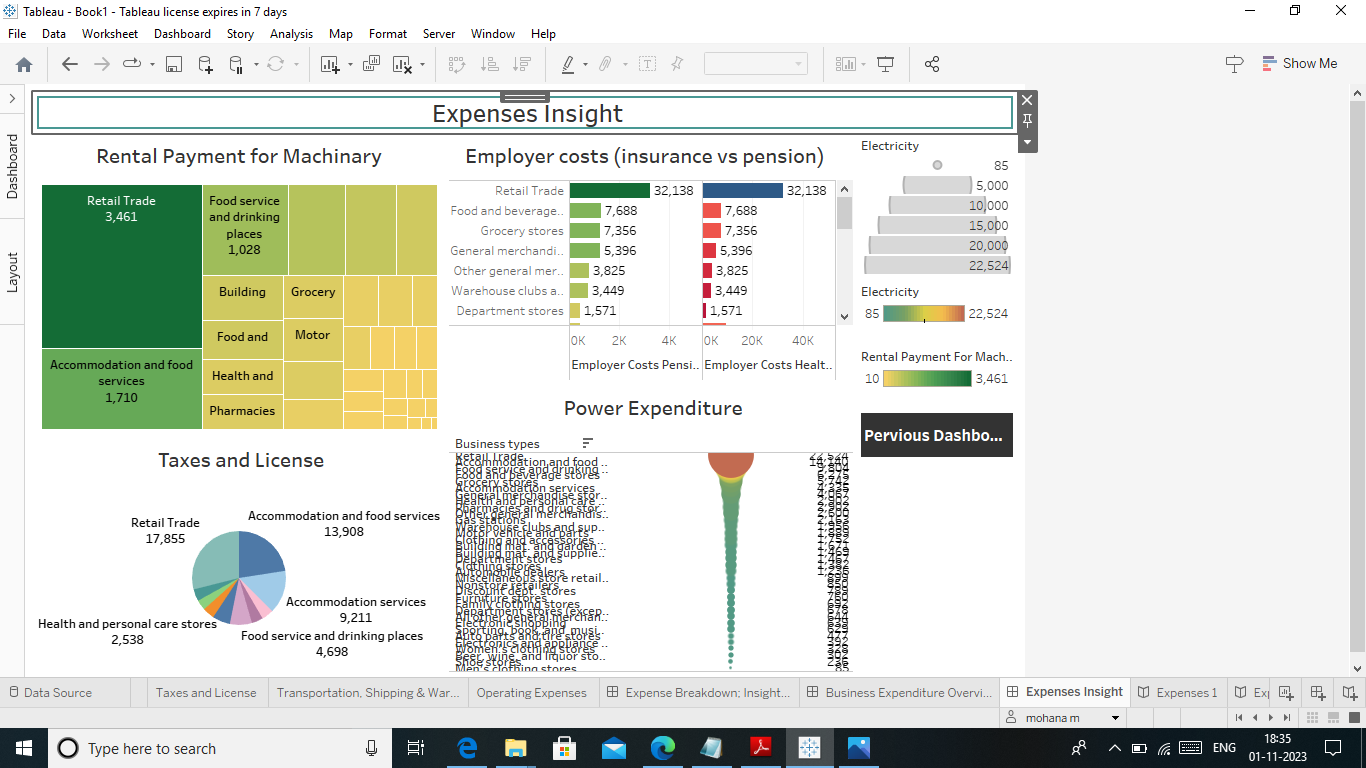 Tableau - Book1 - Tableau license expires in 7 days
File Data Worksheet Dashboard Story Analysis Map Format Server Window Help
Show Me
Dashboard
Layout
Expenses Insight
Rental Payment for Machinary
Retail Trade
3,461
Accommodation and food
services
1,710
Food service
and drinking
places
1,028
Building
Grocery
Food and
Motor
Health and
Pharmacies
Employer costs (insurance vs pension)
Retail Trade 32,138 32,138
Food and beverage.. 7,688 7,688
Grocery stores 7,356 7,356
General merchandi.. 5,396 5,396
Other general mer.. 3,825 3,825
Warehouse clubs a.. 3,449 3,449
Department stores 1,571 1,571
0K 2K 4K 0K 20K 40K
Employer Costs Pensi.. Employer Costs Healt..
Electricity
85
5,000
10,000
15,000
20,000
22,524
Electricity
85 22,524
Rental Payment For Mach..
10 3,461
Pervious Dashbo...
Taxes and License
Retail Trade
17,855
Accommodation and food services
13,908
Accommodation services
9,211
Health and personal care stores
2,538
Food service and drinking places
4,698
Power Expenditure
Business types
Retail Trade 22,524
Accommodation and food ..
Food service and drinking ..
Food and beverage stores
Grocery stores
Accommodation services
General merchandise stor..
Health and personal care ..
Pharmacies and drug stor..
Other general merchandis..
Gas stations
Warehouse clubs and sup..
Motor vehicle and parts
Clothing and accessories ..
Building mat. and garden ..
Building mat. and supplie..
Department stores
Clothing stores
Automobile dealers
Miscellaneous store retail..
Nonstore retailers
Discount dept. stores
Furniture stores
Family clothing stores
Department stores (excep..
All other general merchan..
Electronic shopping
Sporting, book, and musi..
Auto parts and tire stores
Electronics and appliance ..
Women's clothing stores
Beer, wine, and liquor sto..
Shoe stores 236
Men's clothing stores 85
Data Source Taxes and License Transportation, Shipping & War... Operating Expenses Expense Breakdown: Insight... Business Expenditure Overvi... Expenses Insight Expenses 1 Ex
mohana m
Type here to search
ENG
18:35
01-11-2023